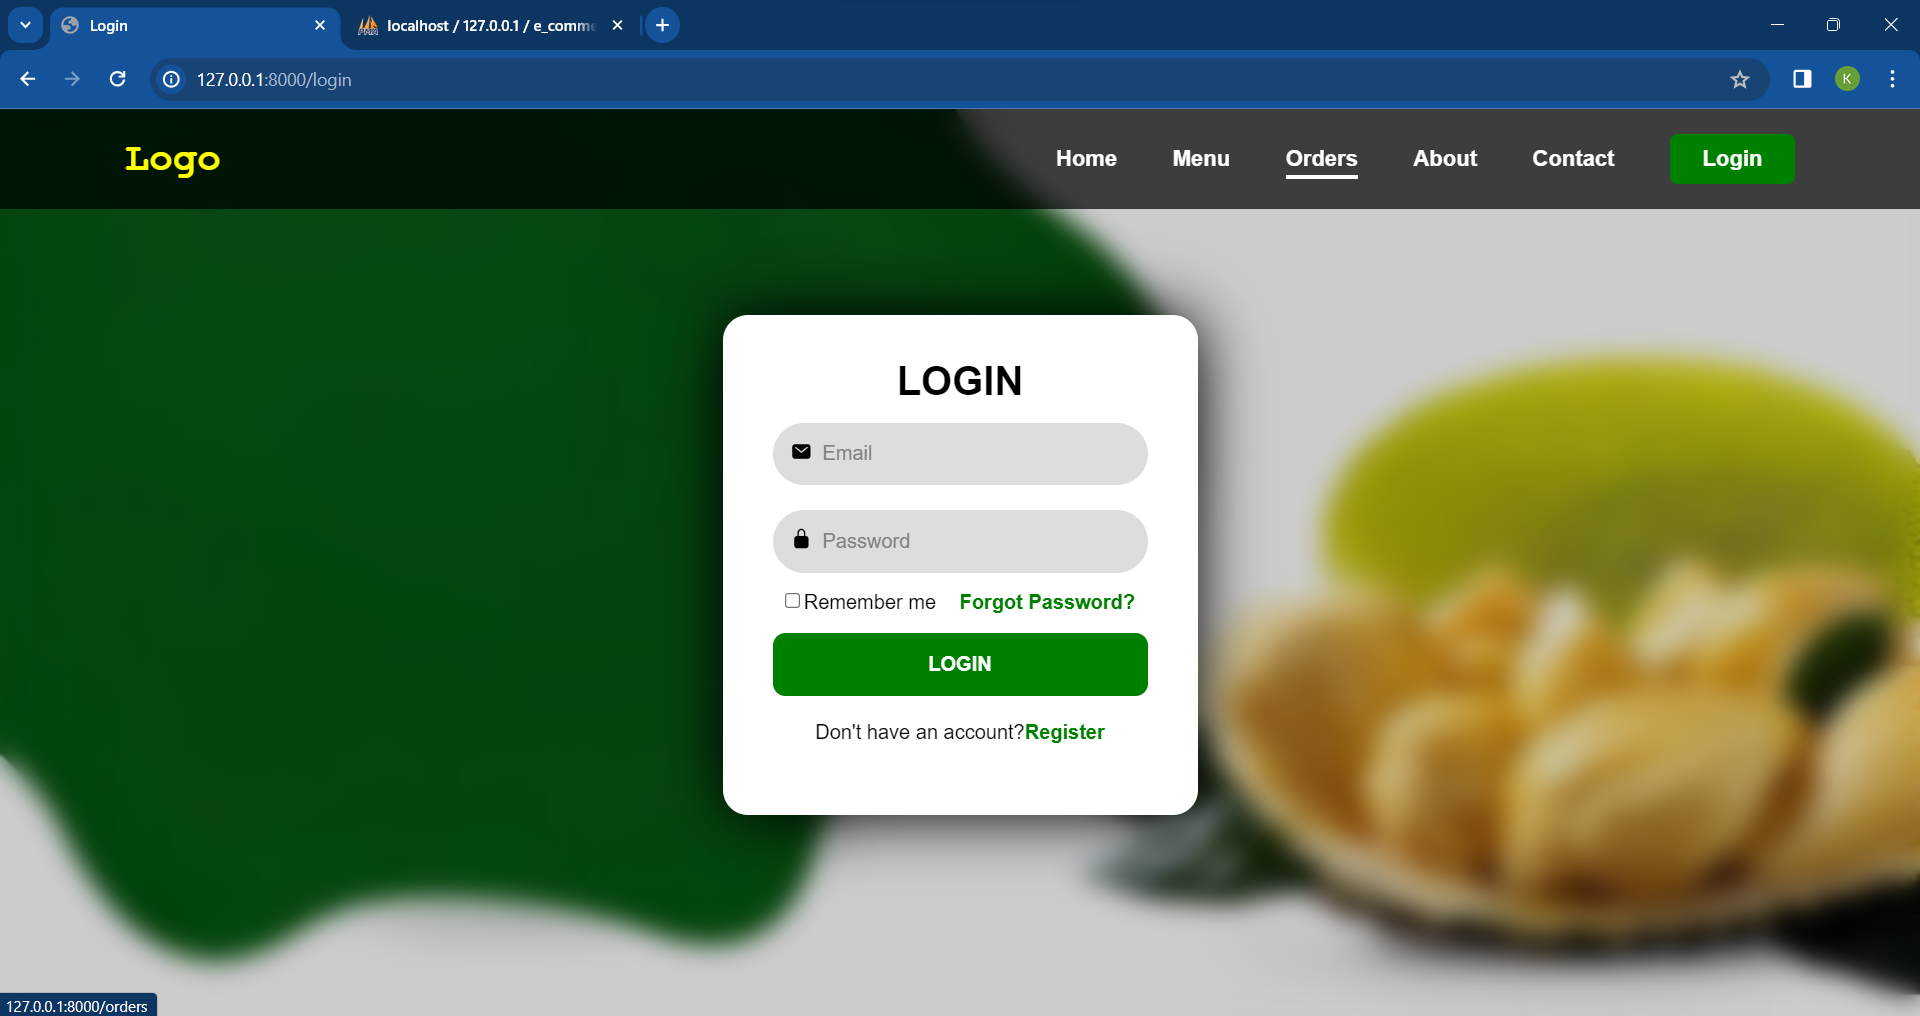 Login
localhost / 127.0.0.1 / e_comme
127.0.0.1:8000/login
K
Logo
Home
Menu
Orders
About
Contact
Login
LOGIN
Email
Password
Remember me
Forgot Password?
LOGIN
Don't have an account?Register
127.0.0.1:8000/orders